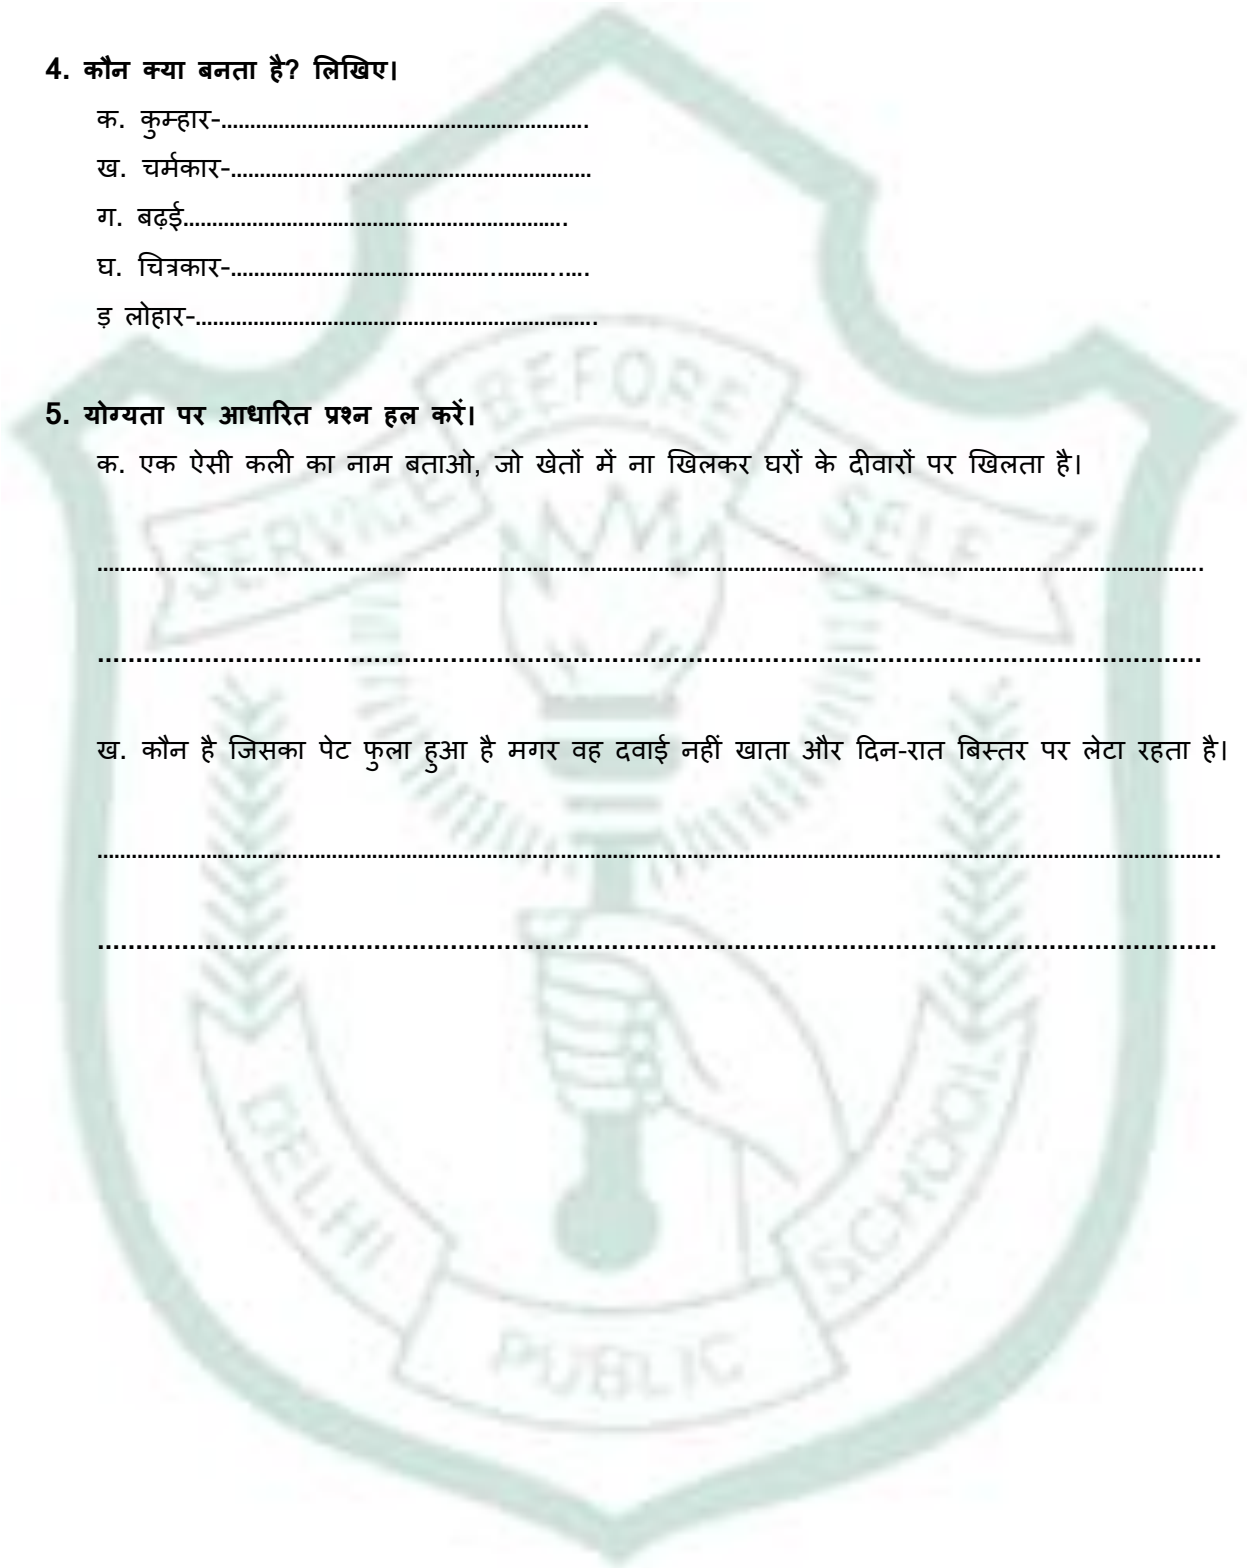 4. कौन क्या बनता है? लिखिए।
क. कुम्हार-................................................................
ख. चर्मकार-...............................................................
ग. बढ़ई...................................................................
घ. चित्रकार-...............................................................
ड़ लोहार-......................................................................
5. योग्यता पर आधारित प्रश्न हल करें।
क. एक ऐसी कली का नाम बताओ, जो खेतों में ना खिलकर घरों के दीवारों पर खिलता है।
................................................................................................................................
................................................................................................................................
ख. कौन है जिसका पेट फुला हुआ है मगर वह दवाई नहीं खाता और दिन-रात बिस्तर पर लेटा रहता है।
................................................................................................................................
................................................................................................................................
SERVICE BEFORE SELF
DELHI PUBLIC SCHOOL